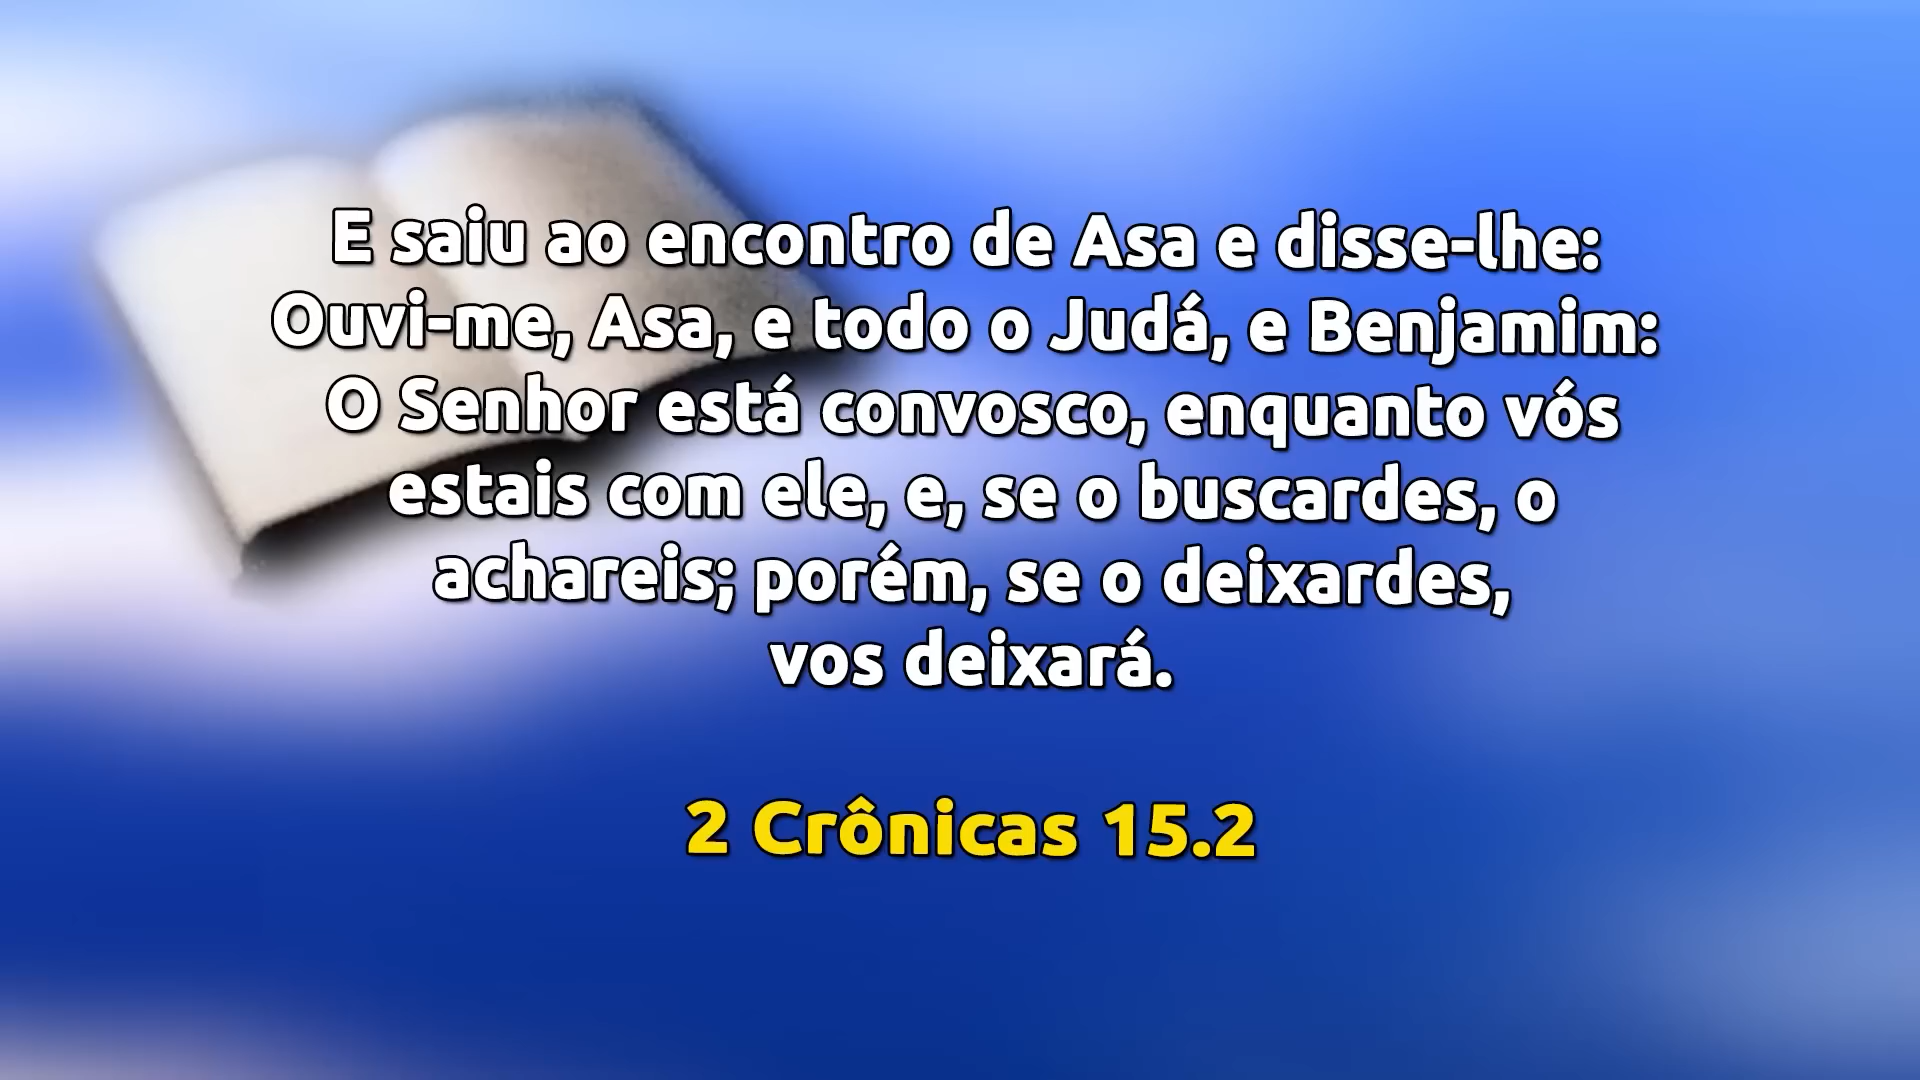 E saiu ao encontro de Asa e disse-lhe:
Ouvi-me, Asa, e todo o Judá, e Benjamim:
O Senhor está convosco, enquanto vós
estais com ele, e, se o buscardes, o
achareis; porém, se o deixardes,
vos deixará.
2 Crônicas 15.2